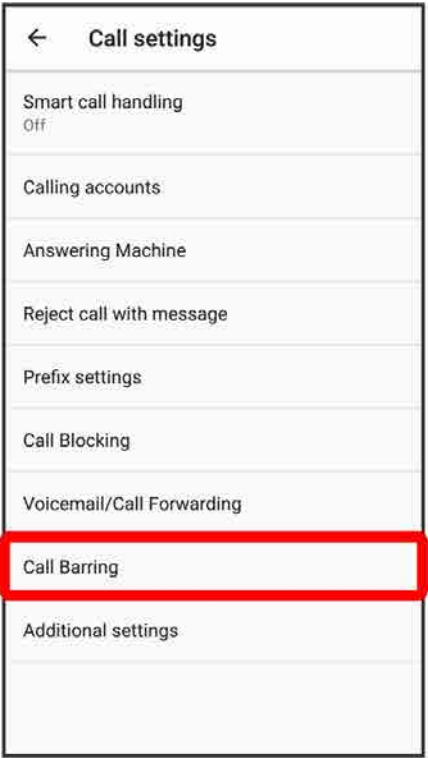 Call settings
Smart call handling
Off
Calling accounts
Answering Machine
Reject call with message
Prefix settings
Call Blocking
Voicemail/Call Forwarding
Call Barring
Additional settings